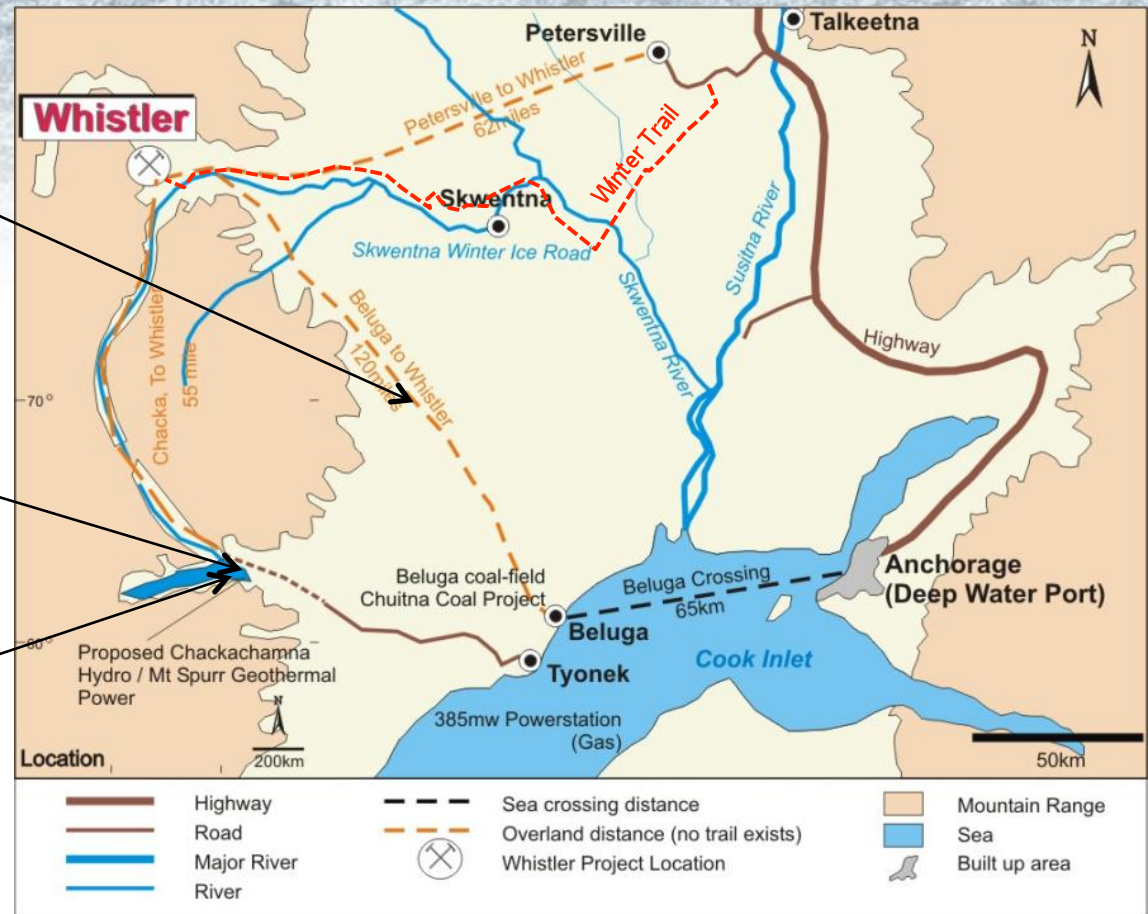 Petersville
Talkeetna
N
Whistler
Petersville to Whistler
62miles
Winter Trail
Skwentna
Skwentna Winter Ice Road
Susitna River
Skwentna River
Highway
Chacka, To Whistler
55 mile
Beluga to Whistler
120miles
70°
Beluga coal-field
Chuitna Coal Project
Beluga Crossing
65km
Anchorage
(Deep Water Port)
Beluga
Tyonek
Cook Inlet
Proposed Chackachamna
Hydro / Mt Spurr Geothermal
Power
385mw Powerstation
(Gas)
N
Location
200km
50km
Highway
Road
Major River
River
Sea crossing distance
Overland distance (no trail exists)
Whistler Project Location
Mountain Range
Sea
Built up area